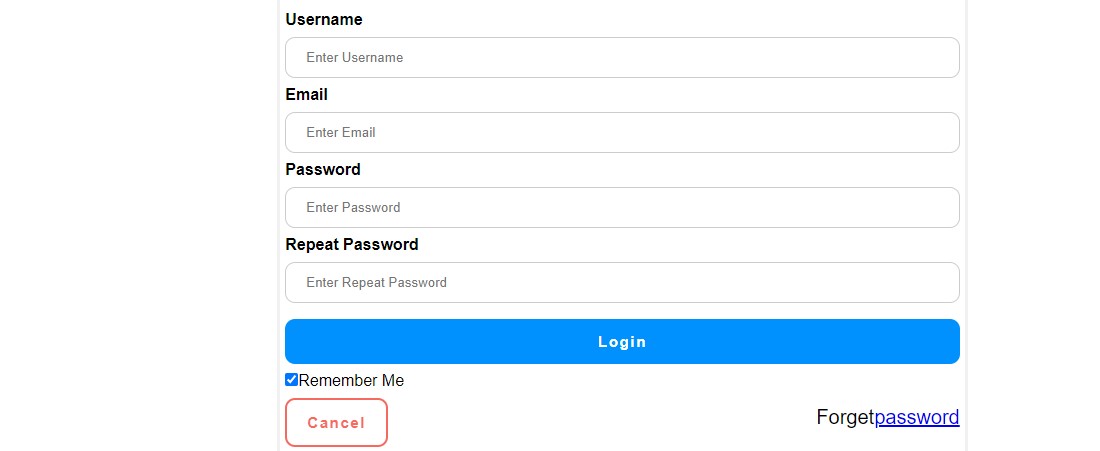 Username
Enter Username
Email
Enter Email
Password
Enter Password
Repeat Password
Enter Repeat Password
Login
Remember Me
Cancel
Forgetpassword